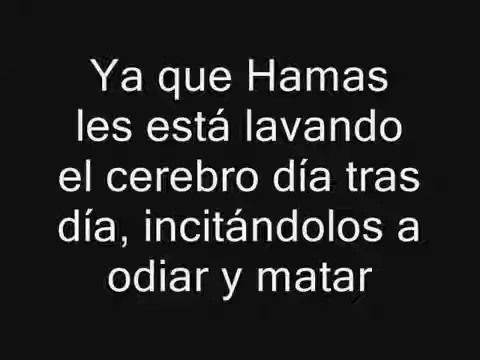 Ya que Hamas
les está lavando
el cerebro día tras
día, incitándolos a
odiar y matar